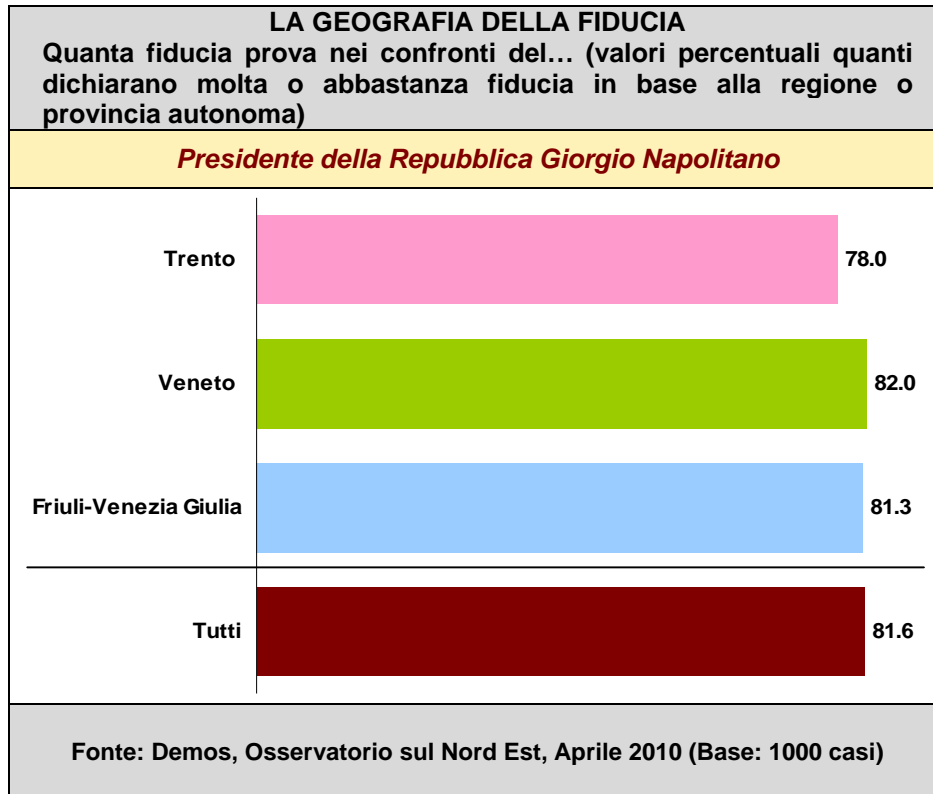 LA GEOGRAFIA DELLA FIDUCIA
Quanta fiducia prova nei confronti del… (valori percentuali quanti
dichiarano molta o abbastanza fiducia in base alla regione o
provincia autonoma)
Presidente della Repubblica Giorgio Napolitano
Trento 78.0
Veneto 82.0
Friuli-Venezia Giulia 81.3
Tutti 81.6
Fonte: Demos, Osservatorio sul Nord Est, Aprile 2010 (Base: 1000 casi)